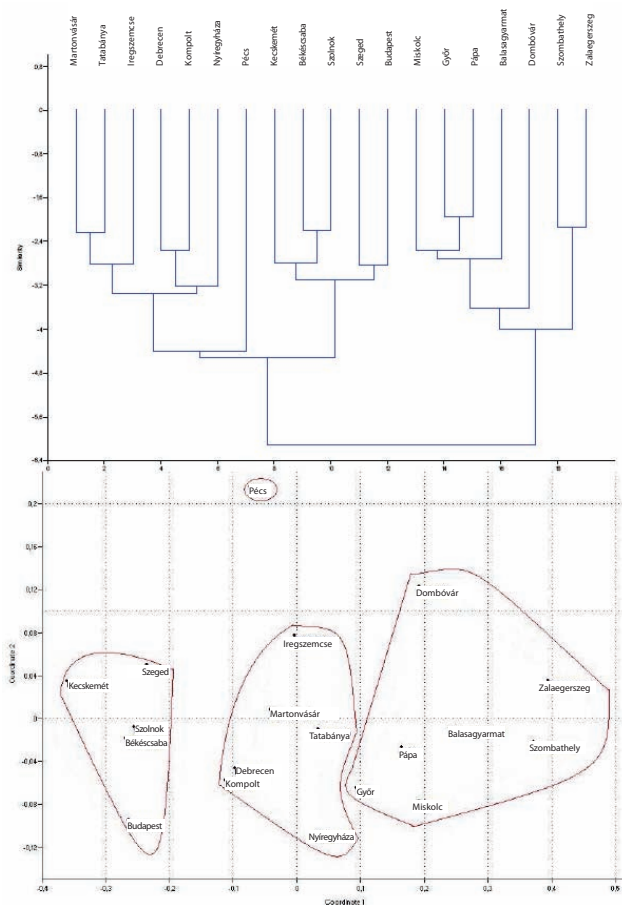 Martonvásár
Tatabánya
Iregszemcse
Debrecen
Kompolt
Nyíregyháza
Pécs
Kecskemét
Békéscsaba
Szolnok
Szeged
Budapest
Miskolc
Győr
Pápa
Balasagyarmat
Dombóvár
Szombathely
Zalaegerszeg
0,8
0
-0,8
-1,6
-2,4
-3,2
-4
-4,8
-5,6
-6,4
Similarity
0 2 4 6 8 10 12 14 16 18
Pécs
0,2
0,16
0,12
0,08
0,04
0
-0,04
-0,08
-0,12
Coordinate 2
Dombóvár
Iregszemcse
Szeged
Kecskemét
Zalaegerszeg
Martonvásár
Szolnok
Tatabánya
Balasagyarmat
Békéscsaba
Szombathely
Pápa
Debrecen
Kompolt
Győr
Miskolc
Budapest
Nyíregyháza
-0,2 -0,1 0 0,1 0,2 0,3 0,4 0,5
Coordinate 1